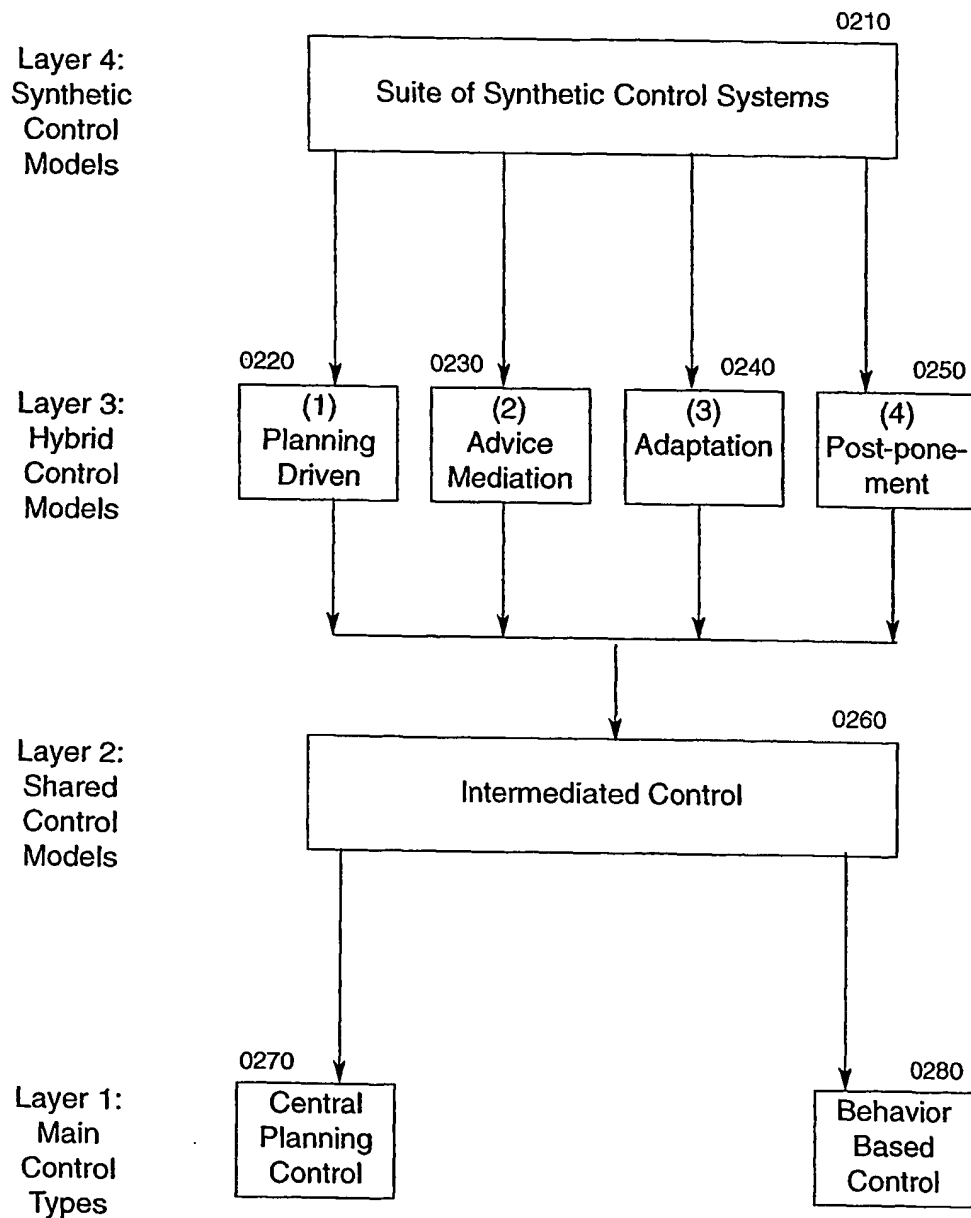 0210
Layer 4:
Synthetic
Control
Models
Suite of Synthetic Control Systems
0220
0230
0240
0250
Layer 3:
Hybrid
Control
Models
(1)
Planning
Driven
(2)
Advice
Mediation
(3)
Adaptation
(4)
Post-pone-
ment
0260
Layer 2:
Shared
Control
Models
Intermediated Control
0270
0280
Layer 1:
Main
Control
Types
Central
Planning
Control
Behavior
Based
Control